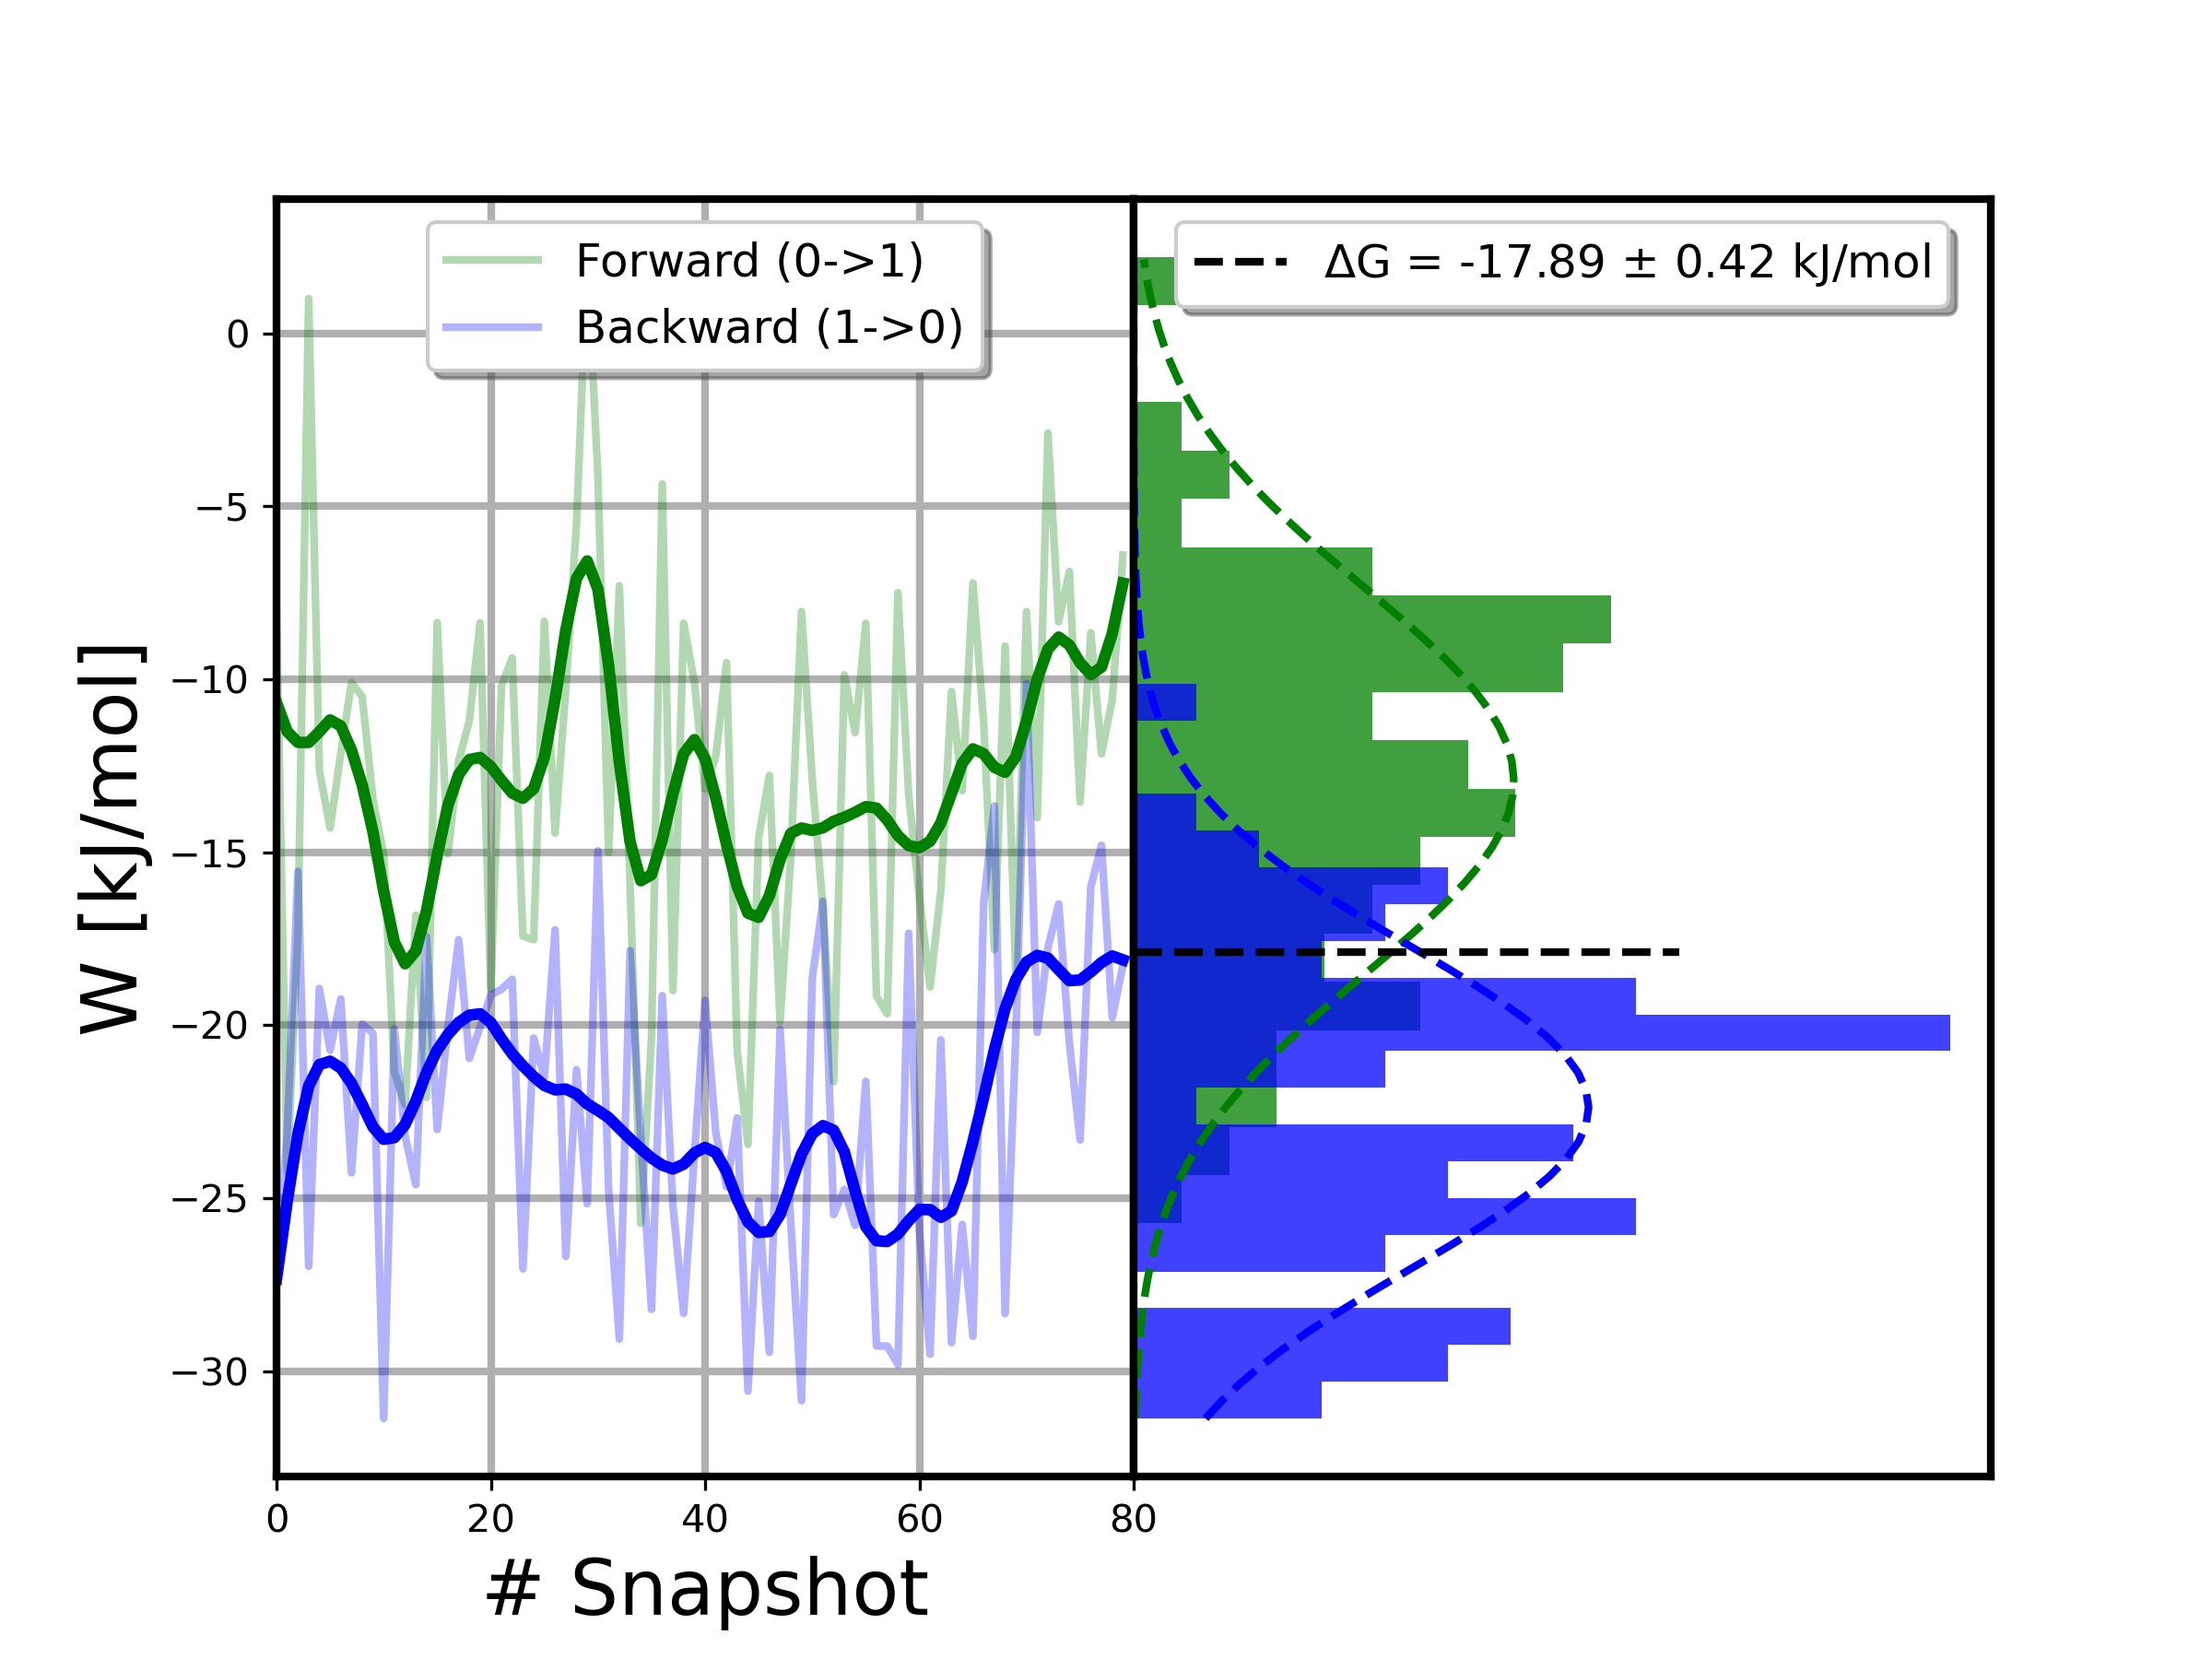 Forward (0->1)
Backward (1->0)
ΔG = -17.89 ± 0.42 kJ/mol
0
−5
−10
−15
−20
−25
−30
W [kJ/mol]
0 20 40 60 80
# Snapshot